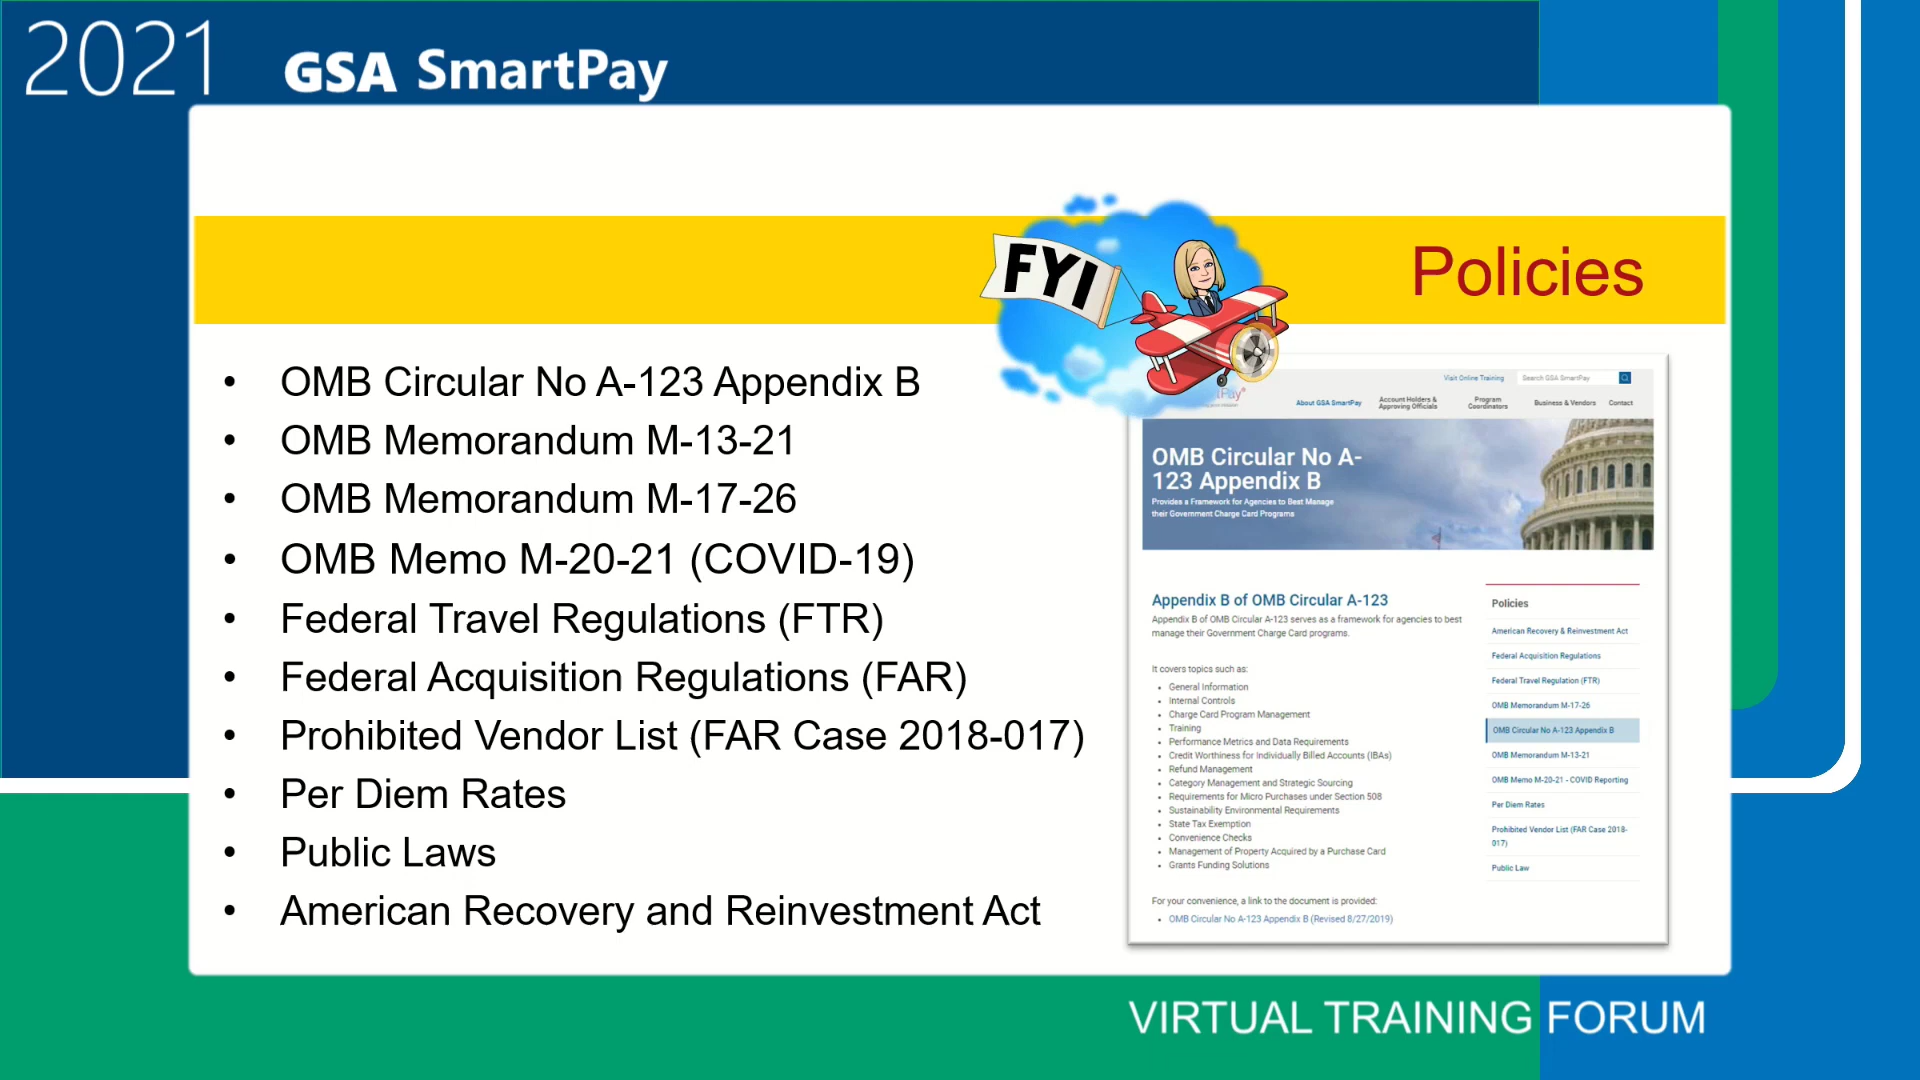 2021 GSA SmartPay
FYI
Policies
• OMB Circular No A-123 Appendix B
• OMB Memorandum M-13-21
• OMB Memorandum M-17-26
• OMB Memo M-20-21 (COVID-19)
• Federal Travel Regulations (FTR)
• Federal Acquisition Regulations (FAR)
• Prohibited Vendor List (FAR Case 2018-017)
• Per Diem Rates
• Public Laws
• American Recovery and Reinvestment Act
Visit Online Training
Search GSA SmartPay
tPay®
About GSA SmartPay
Account Holders &
Approving Officials
Program
Coordinators
Business & Vendors
Contact
OMB Circular No A-
123 Appendix B
Provides a Framework for Agencies to Best Manage
their Government Charge Card Programs
Appendix B of OMB Circular A-123
Appendix B of OMB Circular A-123 serves as a framework for agencies to best
manage their Government Charge Card programs.
It covers topics such as:
• General Information
• Internal Controls
• Charge Card Program Management
• Training
• Performance Metrics and Data Requirements
• Credit Worthiness for Individually Billed Accounts (IBAs)
• Refund Management
• Category Management and Strategic Sourcing
• Requirements for Micro Purchases under Section 508
• Sustainability Environmental Requirements
• State Tax Exemption
• Convenience Checks
• Management of Property Acquired by a Purchase Card
• Grants Funding Solutions
For your convenience, a link to the document is provided:
• OMB Circular No A-123 Appendix B (Revised 8/27/2019)
Policies
American Recovery & Reinvestment Act
Federal Acquisition Regulations
Federal Travel Regulation (FTR)
OMB Memorandum M-17-26
OMB Circular No A-123 Appendix B
OMB Memorandum M-13-21
OMB Memo M-20-21 - COVID Reporting
Per Diem Rates
Prohibited Vendor List (FAR Case 2018-
017)
Public Law
VIRTUAL TRAINING FORUM